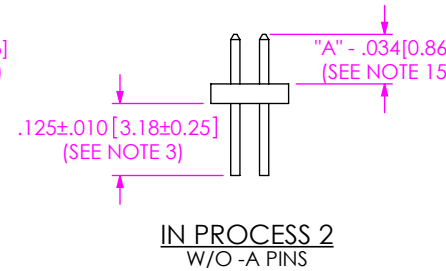 "A" - .034[0.86
(SEE NOTE 15
.125±.010 [3.18±0.25]
(SEE NOTE 3)
IN PROCESS 2
W/O -A PINS